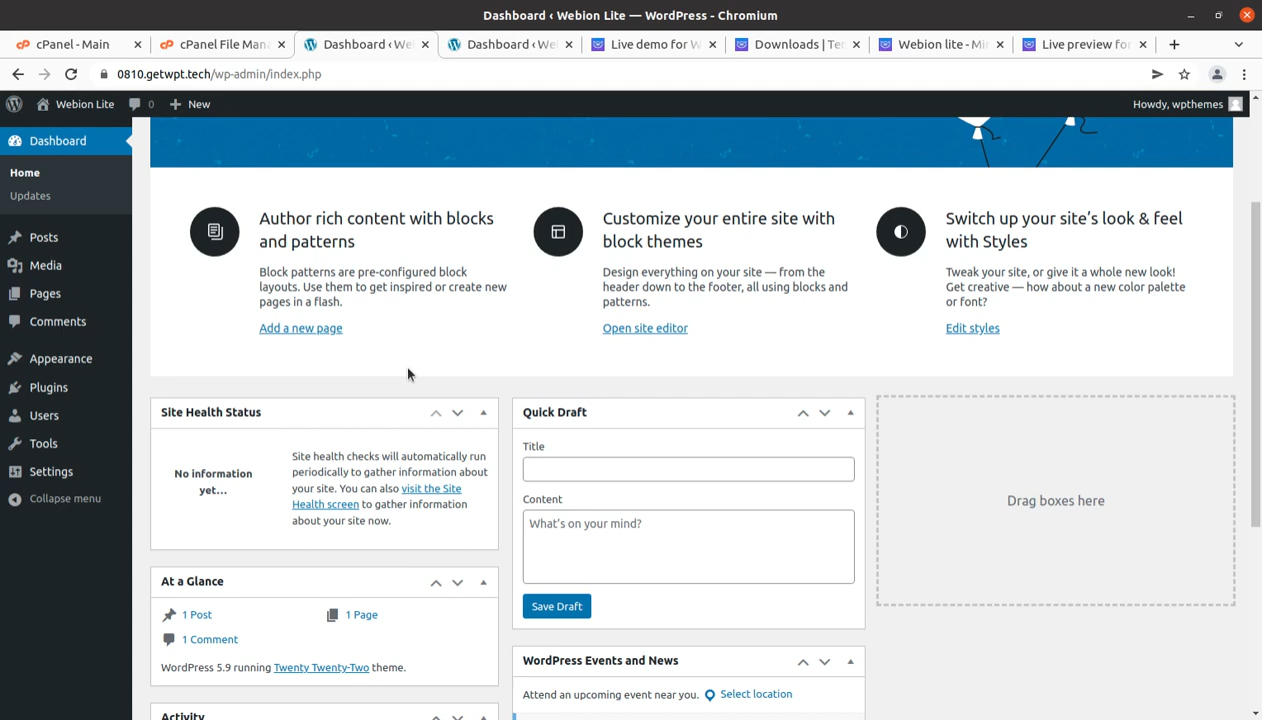 Dashboard ‹ Webion Lite — WordPress - Chromium
cPanel - Main
cPanel File Man
Dashboard ‹ We
Dashboard ‹ We
Live demo for W
Downloads | Te
Webion lite - Mi
Live preview for
0810.getwpt.tech/wp-admin/index.php
Webion Lite
0
New
Howdy, wpthemes
Dashboard
Home
Updates
Posts
Media
Pages
Comments
Appearance
Plugins
Users
Tools
Settings
Collapse menu
Author rich content with blocks
and patterns
Block patterns are pre-configured block
layouts. Use them to get inspired or create new
pages in a flash.
Add a new page
Customize your entire site with
block themes
Design everything on your site — from the
header down to the footer, all using blocks and
patterns.
Open site editor
Switch up your site’s look & feel
with Styles
Tweak your site, or give it a whole new look!
Get creative — how about a new color palette
or font?
Edit styles
Site Health Status
No information
yet...
Site health checks will automatically run
periodically to gather information about
your site. You can also visit the Site
Health screen to gather information
about your site now.
At a Glance
1 Post
1 Page
1 Comment
WordPress 5.9 running Twenty Twenty-Two theme.
Activity
Quick Draft
Title
Content
What’s on your mind?
Save Draft
WordPress Events and News
Attend an upcoming event near you.
Select location
Drag boxes here